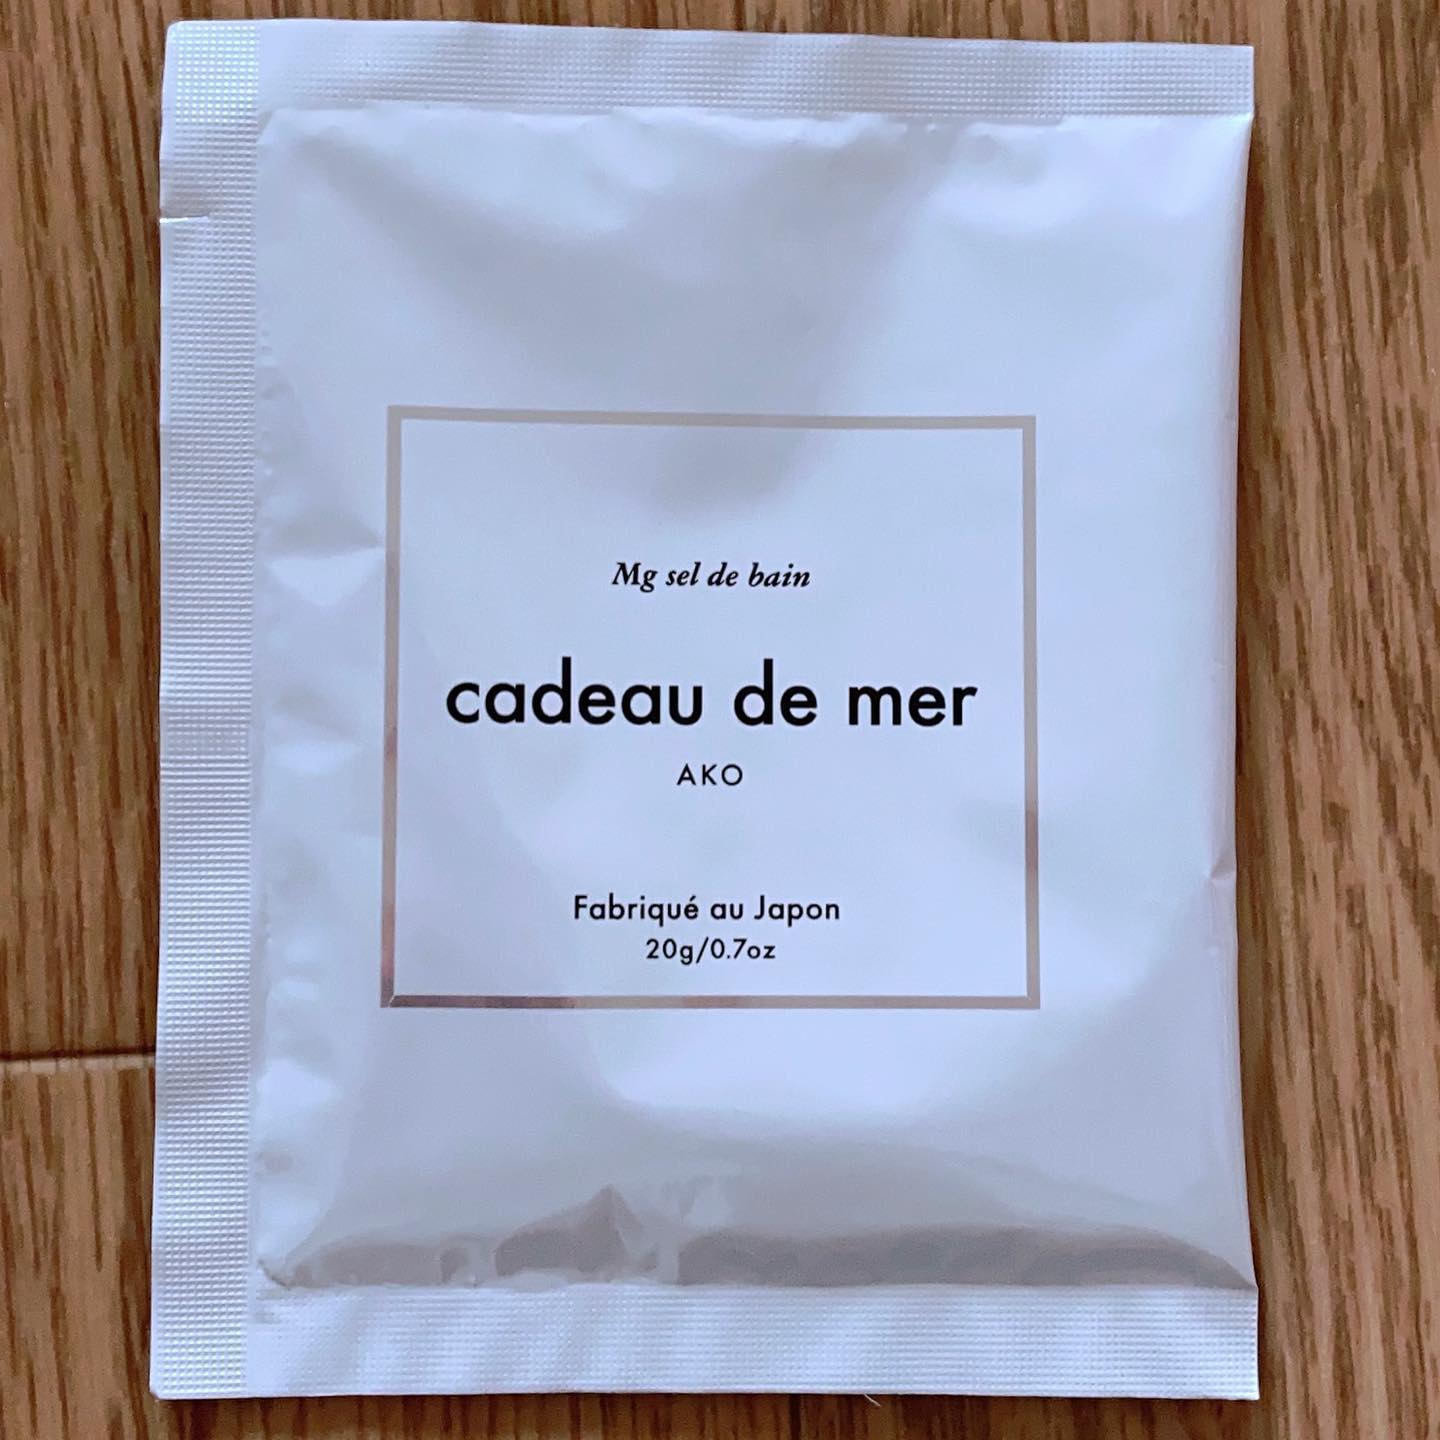 Mg sel de bain
cadeau de mer
AKO
Fabriqué au Japon
20g/0.7oz